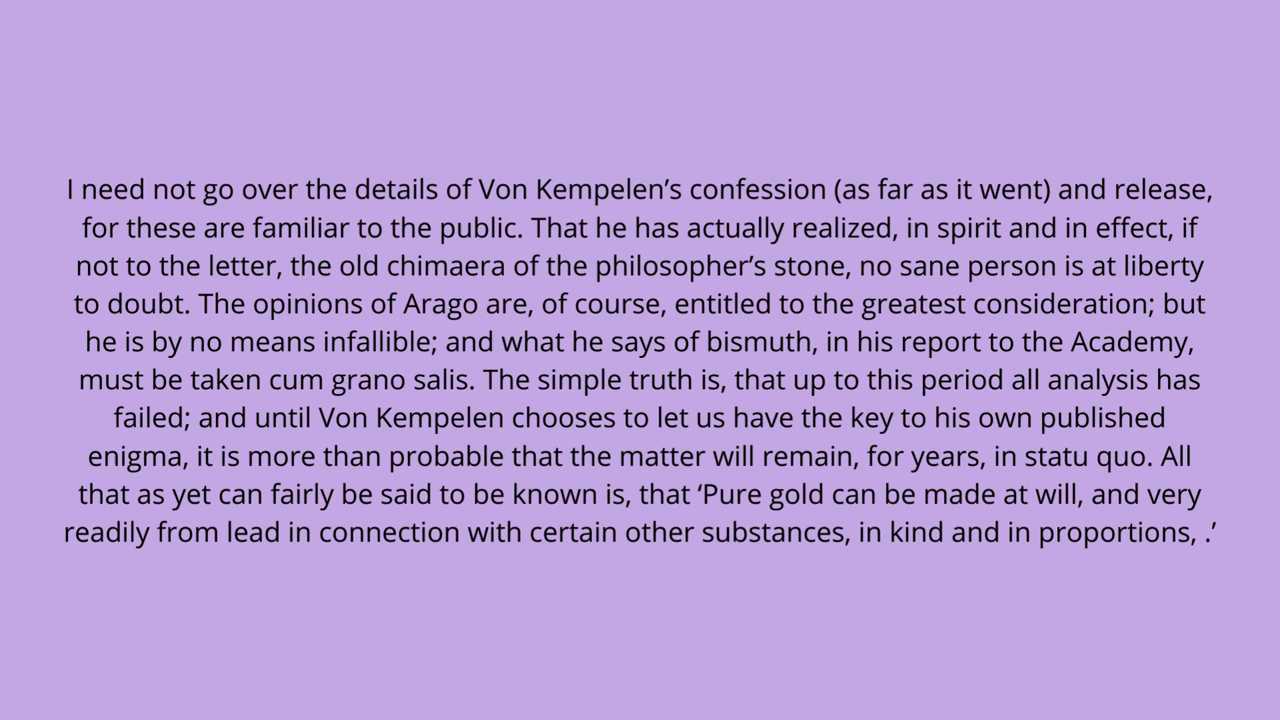 I need not go over the details of Von Kempelen’s confession (as far as it went) and release,
for these are familiar to the public. That he has actually realized, in spirit and in effect, if
not to the letter, the old chimaera of the philosopher’s stone, no sane person is at liberty
to doubt. The opinions of Arago are, of course, entitled to the greatest consideration; but
he is by no means infallible; and what he says of bismuth, in his report to the Academy,
must be taken cum grano salis. The simple truth is, that up to this period all analysis has
failed; and until Von Kempelen chooses to let us have the key to his own published
enigma, it is more than probable that the matter will remain, for years, in statu quo. All
that as yet can fairly be said to be known is, that ‘Pure gold can be made at will, and very
readily from lead in connection with certain other substances, in kind and in proportions, .’